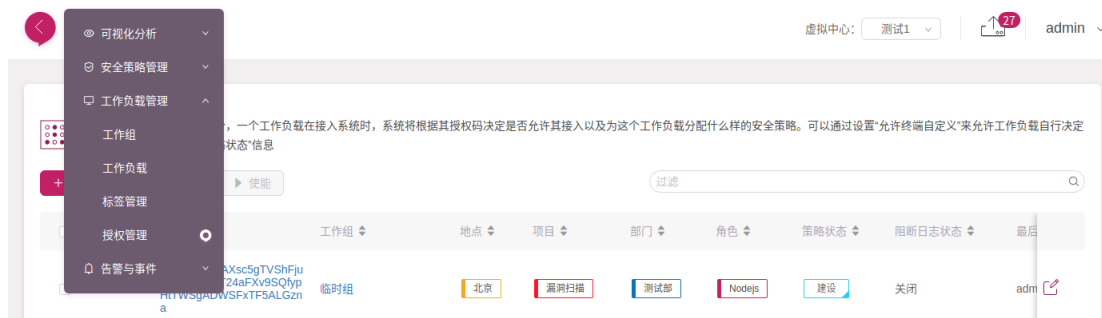 可视化分析
安全策略管理
工作负载管理
工作组
工作负载
标签管理
授权管理
告警与事件
虚拟中心: 测试1
27
admin
，一个工作负载在接入系统时，系统将根据其授权码决定是否允许其接入以及为这个工作负载分配什么样的安全策略。可以通过设置“允许终端自定义”来允许工作负载自行决定
状态”信息
+ 使能
过滤
工作组 地点 项目 部门 角色 策略状态 阻断日志状态 最后
AXsc5gTVShFju
24aFXv9SQfyp
HtTWSgADWSFxTF5ALGzn
a
临时组 北京 漏洞扫描 测试部 Nodejs 建设 关闭 adm